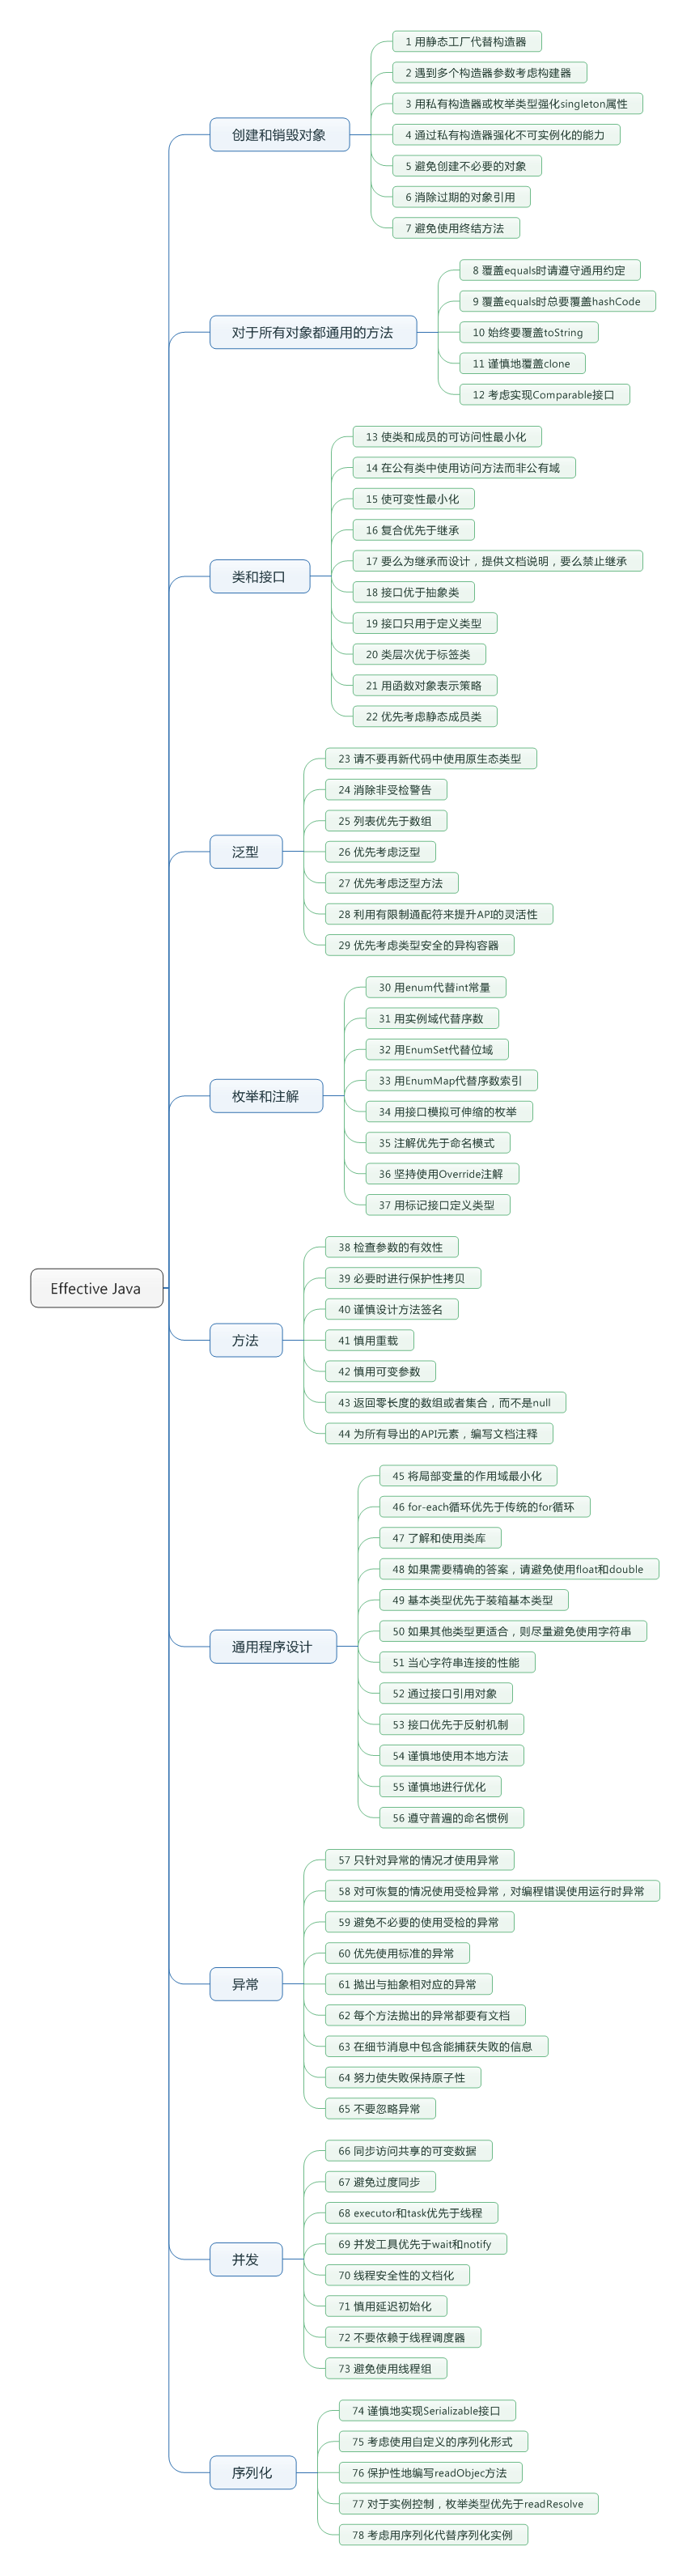 Effective Java
创建和销毁对象
1 用静态工厂代替构造器
2 遇到多个构造器参数考虑构建器
3 用私有构造器或枚举类型强化singleton属性
4 通过私有构造器强化不可实例化的能力
5 避免创建不必要的对象
6 消除过期的对象引用
7 避免使用终结方法
对于所有对象都通用的方法
8 覆盖equals时请遵守通用约定
9 覆盖equals时总要覆盖hashCode
10 始终要覆盖toString
11 谨慎地覆盖clone
12 考虑实现Comparable接口
类和接口
13 使类和成员的可访问性最小化
14 在公有类中使用访问方法而非公有域
15 使可变性最小化
16 复合优先于继承
17 要么为继承而设计，提供文档说明，要么禁止继承
18 接口优于抽象类
19 接口只用于定义类型
20 类层次优于标签类
21 用函数对象表示策略
22 优先考虑静态成员类
泛型
23 请不要再新代码中使用原生态类型
24 消除非受检警告
25 列表优先于数组
26 优先考虑泛型
27 优先考虑泛型方法
28 利用有限制通配符来提升API的灵活性
29 优先考虑类型安全的异构容器
枚举和注解
30 用enum代替int常量
31 用实例域代替序数
32 用EnumSet代替位域
33 用EnumMap代替序数索引
34 用接口模拟可伸缩的枚举
35 注解优先于命名模式
36 坚持使用Override注解
37 用标记接口定义类型
方法
38 检查参数的有效性
39 必要时进行保护性拷贝
40 谨慎设计方法签名
41 慎用重载
42 慎用可变参数
43 返回零长度的数组或者集合，而不是null
44 为所有导出的API元素，编写文档注释
通用程序设计
45 将局部变量的作用域最小化
46 for-each循环优先于传统的for循环
47 了解和使用类库
48 如果需要精确的答案，请避免使用float和double
49 基本类型优先于装箱基本类型
50 如果其他类型更适合，则尽量避免使用字符串
51 当心字符串连接的性能
52 通过接口引用对象
53 接口优先于反射机制
54 谨慎地使用本地方法
55 谨慎地进行优化
56 遵守普遍的命名惯例
异常
57 只针对异常的情况才使用异常
58 对可恢复的情况使用受检异常，对编程错误使用运行时异常
59 避免不必要的使用受检的异常
60 优先使用标准的异常
61 抛出与抽象相对应的异常
62 每个方法抛出的异常都要有文档
63 在细节消息中包含能捕获失败的信息
64 努力使失败保持原子性
65 不要忽略异常
并发
66 同步访问共享的可变数据
67 避免过度同步
68 executor和task优先于线程
69 并发工具优先于wait和notify
70 线程安全性的文档化
71 慎用延迟初始化
72 不要依赖于线程调度器
73 避免使用线程组
序列化
74 谨慎地实现Serializable接口
75 考虑使用自定义的序列化形式
76 保护性地编写readObjec方法
77 对于实例控制，枚举类型优先于readResolve
78 考虑用序列化代替序列化实例